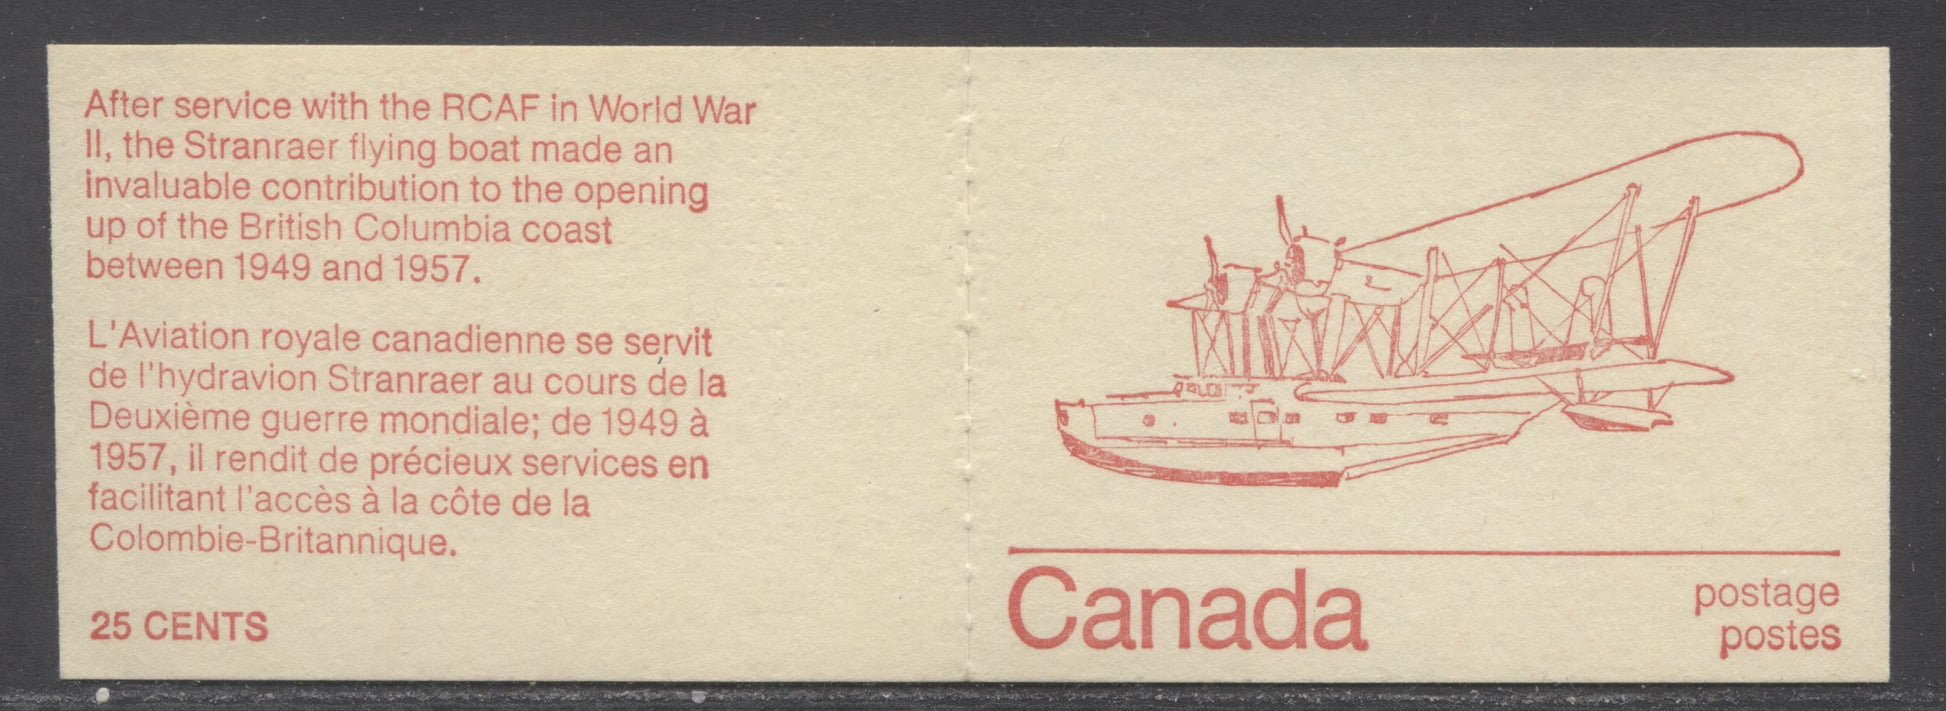 After service with the RCAF in World War
II, the Stranraer flying boat made an
invaluable contribution to the opening
up of the British Columbia coast
between 1949 and 1957.
L'Aviation royale canadienne se servit
de l'hydravion Stranraer au cours de la
Deuxième guerre mondiale; de 1949 à
1957, il rendit de précieux services en
facilitant l'accès à la côte de la
Colombie-Britannique.
25 CENTS
Canada
postage
postes